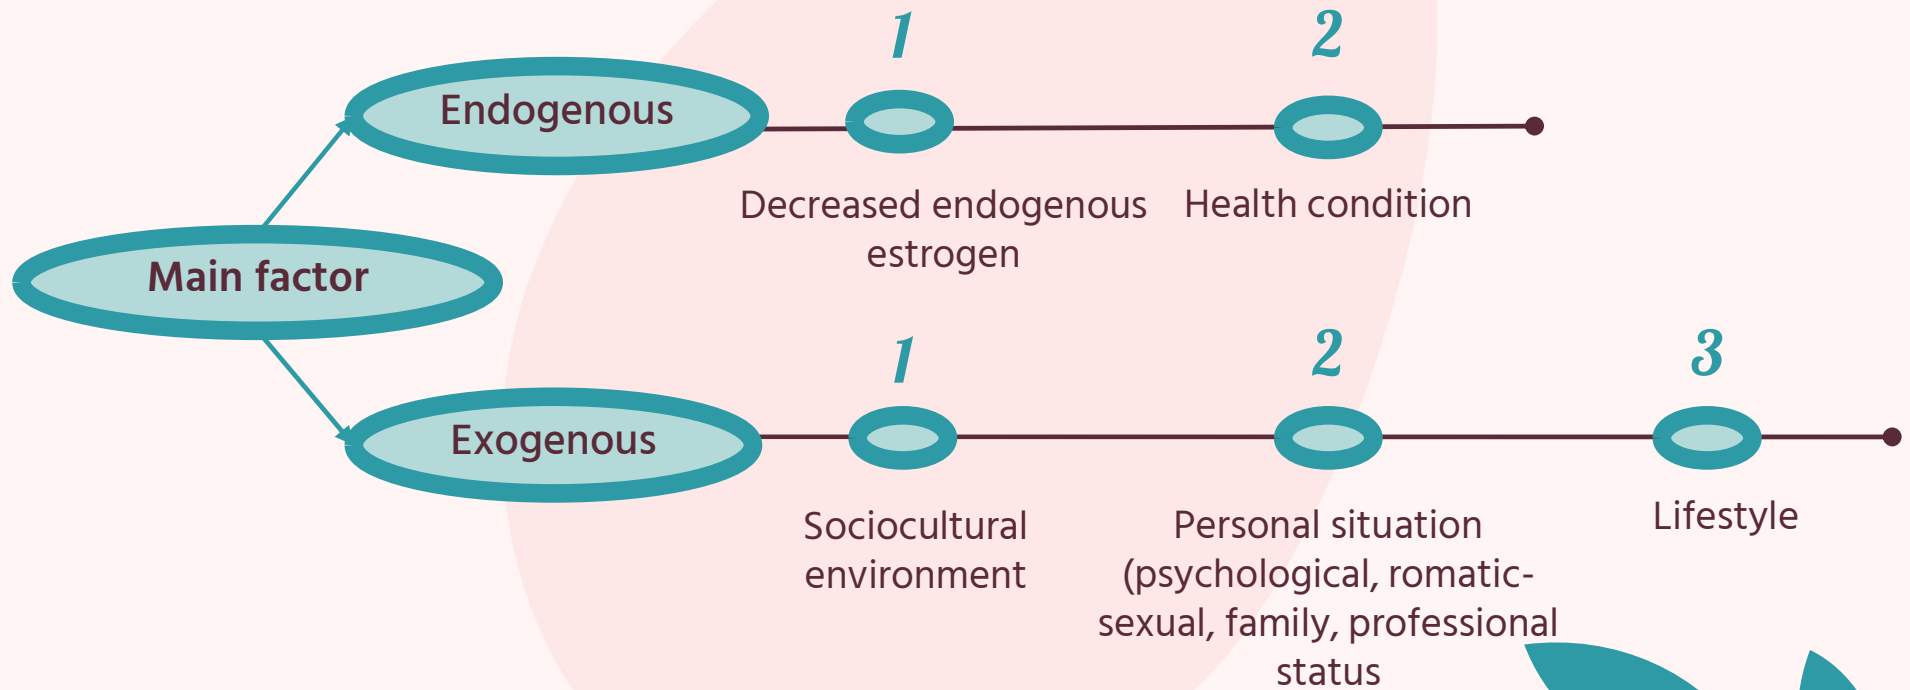 1
2
Endogenous
Decreased endogenous
estrogen
Health condition
Main factor
1
2
3
Exogenous
Sociocultural
environment
Personal situation
(psychological, romatic-
sexual, family, professional
status
Lifestyle